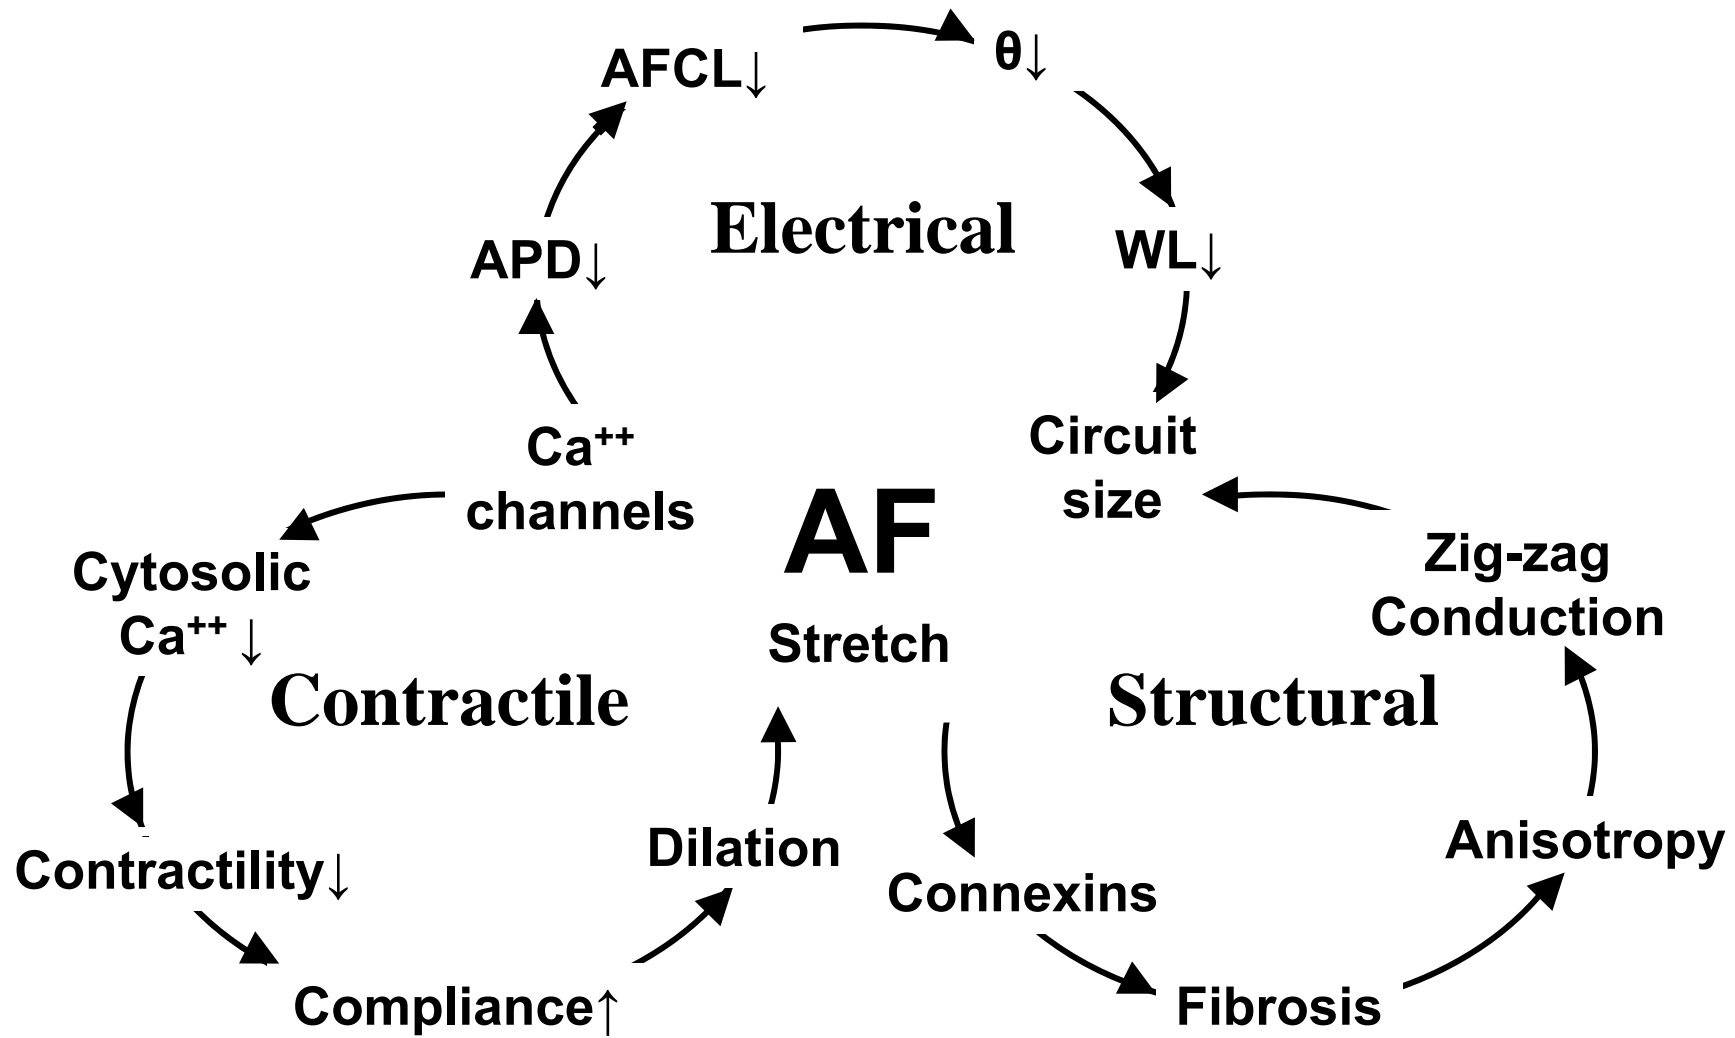 AFCL↓
θ↓
Electrical
APD↓
WL↓
Ca⁺⁺
channels
Circuit
size
AF
Cytosolic
Ca⁺⁺ ↓
Zig-zag
Conduction
Stretch
Contractile
Structural
Contractility↓
Dilation
Connexins
Anisotropy
Compliance↑
Fibrosis